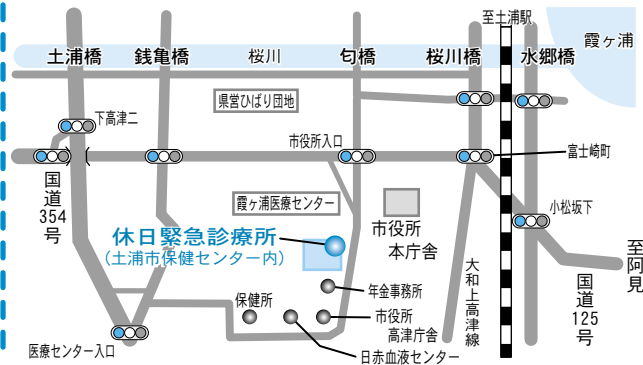 至土浦駅
霞ヶ浦
土浦橋
銭亀橋
桜川
匂橋
桜川橋
水郷橋
県営ひばり団地
下高津二
市役所入口
富士崎町
国道354号
霞ヶ浦医療センター
市役所
本庁舎
小松坂下
休日緊急診療所
(土浦市保健センター内)
至阿見
大和上高津線
国道125号
年金事務所
保健所
市役所
高津庁舎
医療センター入口
日赤血液センター